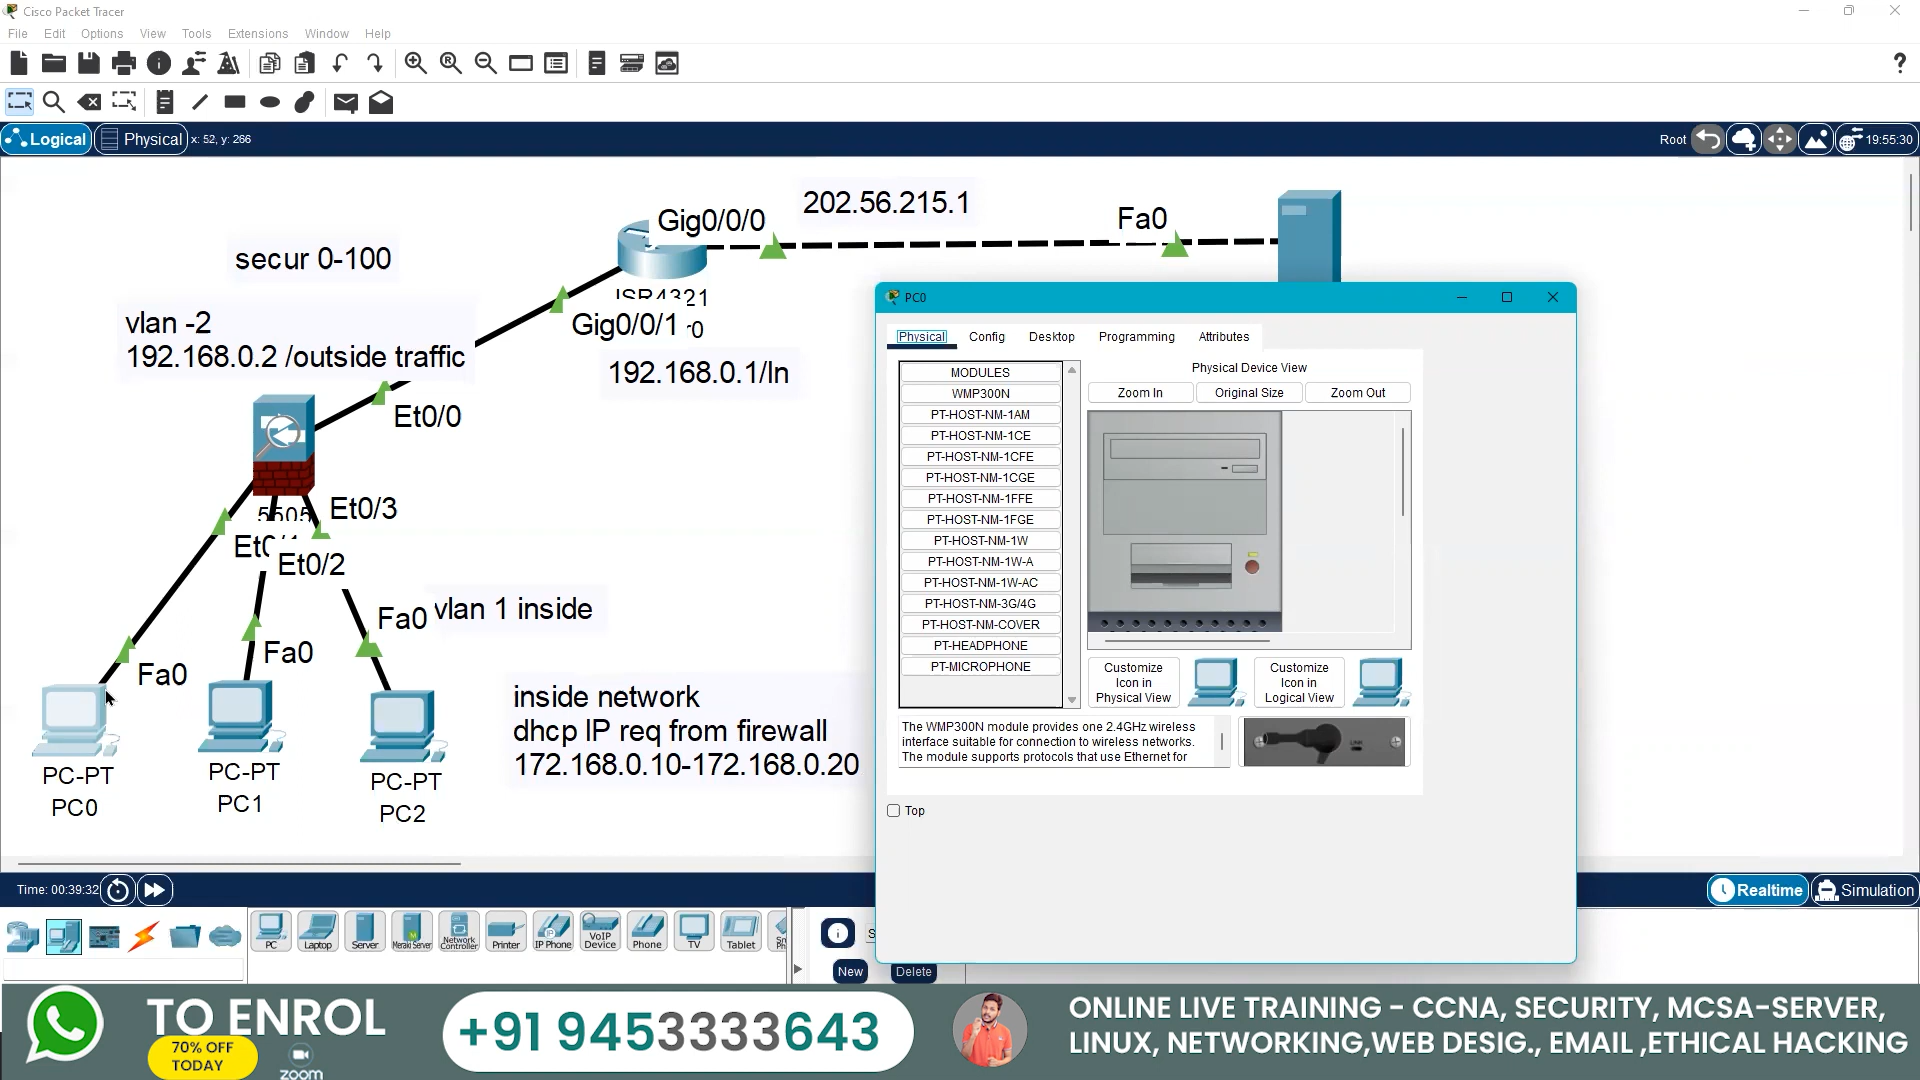 Cisco Packet Tracer
File Edit Options View Tools Extensions Window Help
Logical Physical x: 52, y: 266
Root 19:55:30
202.56.215.1
Gig0/0/0
Fa0
secur 0-100
ISR4321
Gig0/0/1 r0
vlan -2
192.168.0.2 /outside traffic
192.168.0.1/In
Et0/0
5505
Et0/3
Et0/1
Et0/2
vlan 1 inside
Fa0
Fa0
Fa0
inside network
dhcp IP req from firewall
172.168.0.10-172.168.0.20
PC-PT
PC0
PC-PT
PC1
PC-PT
PC2
PC0
Physical Config Desktop Programming Attributes
MODULES
WMP300N
PT-HOST-NM-1AM
PT-HOST-NM-1CE
PT-HOST-NM-1CFE
PT-HOST-NM-1CGE
PT-HOST-NM-1FFE
PT-HOST-NM-1FGE
PT-HOST-NM-1W
PT-HOST-NM-1W-A
PT-HOST-NM-1W-AC
PT-HOST-NM-3G/4G
PT-HOST-NM-COVER
PT-HEADPHONE
PT-MICROPHONE
Physical Device View
Zoom In Original Size Zoom Out
Customize
Icon in
Physical View
Customize
Icon in
Logical View
The WMP300N module provides one 2.4GHz wireless
interface suitable for connection to wireless networks.
The module supports protocols that use Ethernet for
Top
Time: 00:39:32
Realtime Simulation
PC
Laptop
Server
Meraki Server
Network
Controller
Printer
IP Phone
VoIP
Device
Phone
TV
Tablet
New Delete
TO ENROL
70% OFF
TODAY
zoom
+91 9453333643
ONLINE LIVE TRAINING - CCNA, SECURITY, MCSA-SERVER,
LINUX, NETWORKING,WEB DESIG., EMAIL ,ETHICAL HACKING